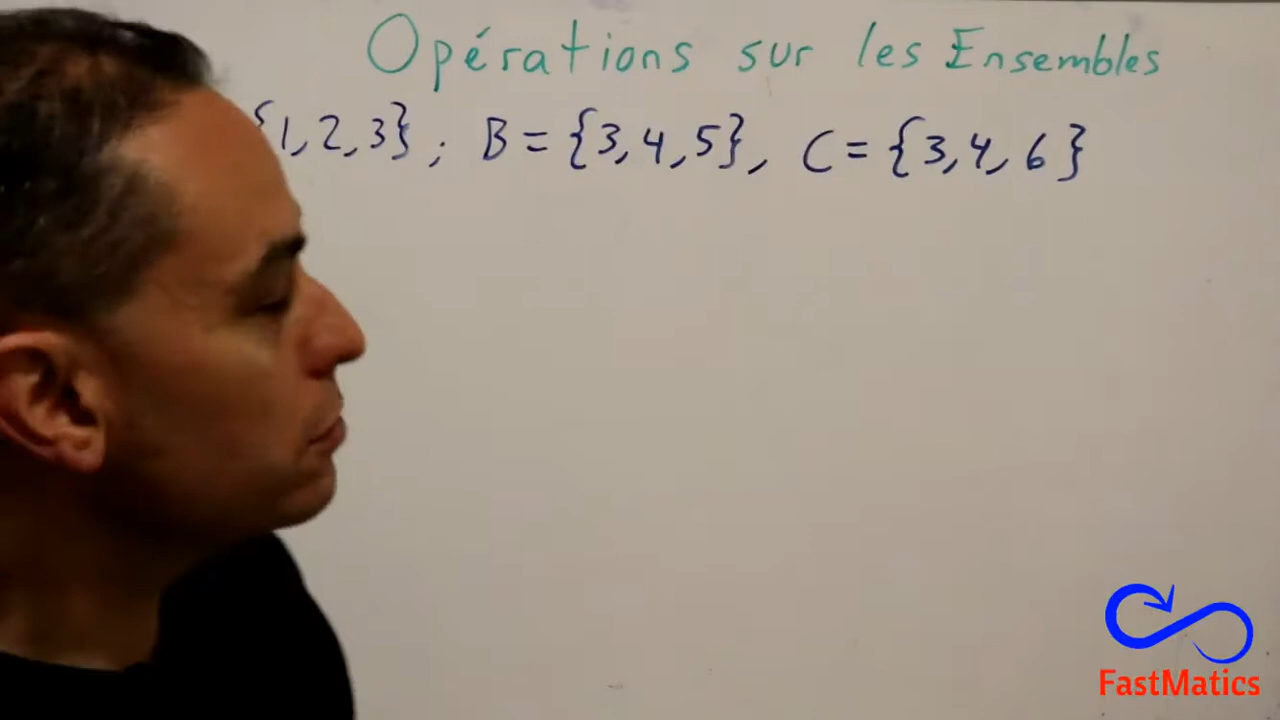 Opérations sur les Ensembles
{1,2,3} ; B = {3,4,5}, C = {3,4,6}
FastMatics